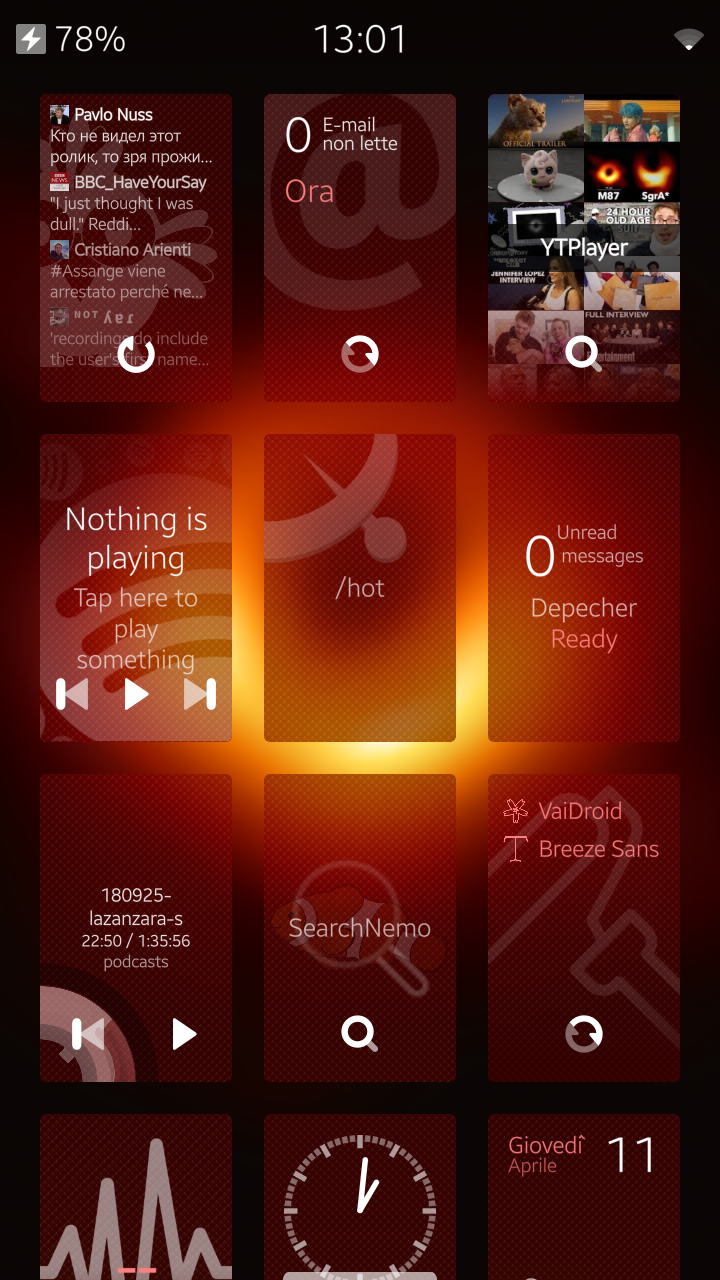 78%
13:01
Pavlo Nuss
Кто не видел этот
ролик, то зря прожи...
BBC_HaveYourSay
"I just thought I was
dull." Reddi...
Cristiano Arienti
#Assange viene
arrestato perché ne...
'recordings do include
the user's first name...
0
E-mail
non lette
Ora
OFFICIAL TRAILER
M87
SgrA*
24 HOUR
OLD AGE
SUIT
YTPlayer
JENNIFER LOPEZ
INTERVIEW
FULL INTERVIEW
Nothing is
playing
Tap here to
play
something
/hot
0
Unread
messages
Depecher
Ready
180925-
lazanzara-s
22:50 / 1:35:56
podcasts
SearchNemo
VaiDroid
Breeze Sans
Giovedì
Aprile
11